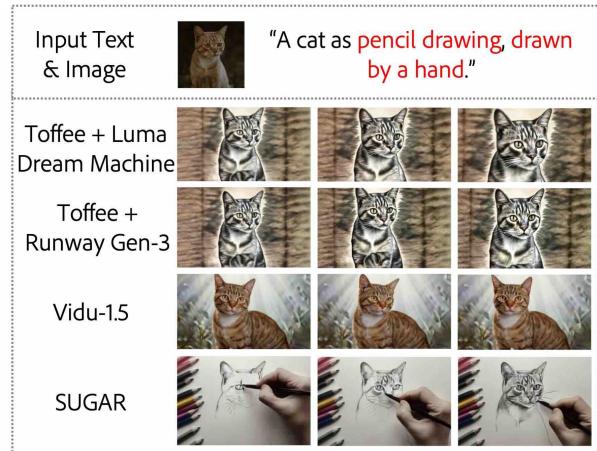 Input Text
& Image
“A cat as pencil drawing, drawn
by a hand.”
Toffee + Luma
Dream Machine
Toffee +
Runway Gen-3
Vidu-1.5
SUGAR